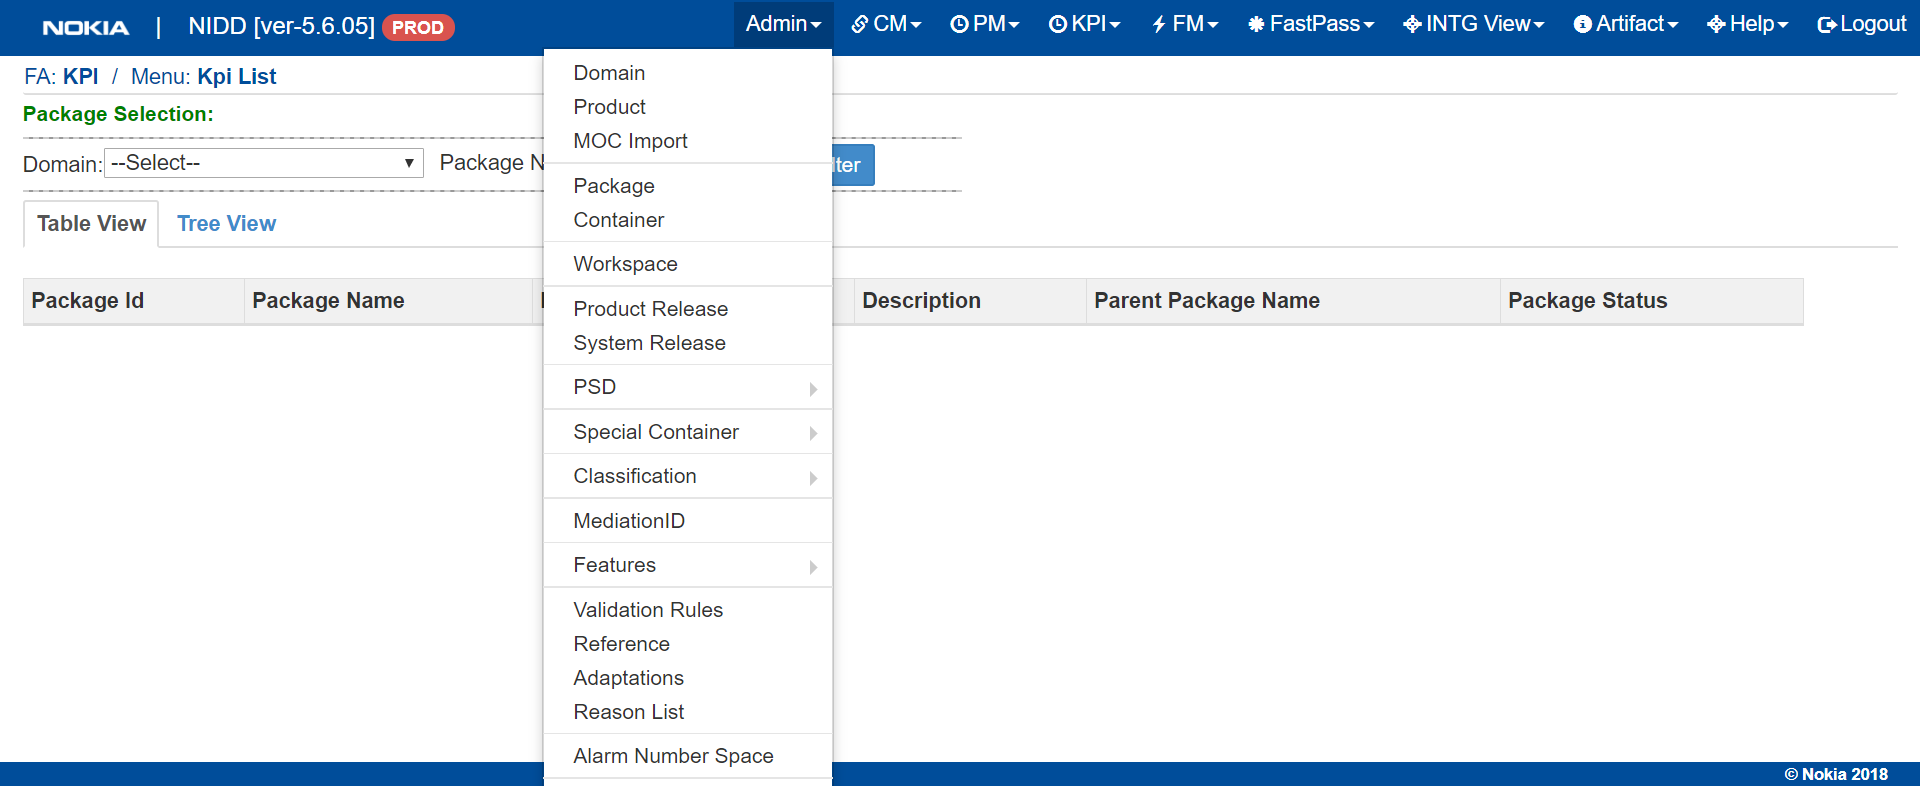 NOKIA | NIDD [ver-5.6.05] PROD Admin CM PM KPI FM FastPass INTG View Artifact Help Logout
FA: KPI / Menu: Kpi List
Package Selection:
Domain: --Select-- Package N lter
Table View Tree View
Package Id Package Name Description Parent Package Name Package Status
Domain
Product
MOC Import
Package
Container
Workspace
Product Release
System Release
PSD
Special Container
Classification
MediationID
Features
Validation Rules
Reference
Adaptations
Reason List
Alarm Number Space
© Nokia 2018